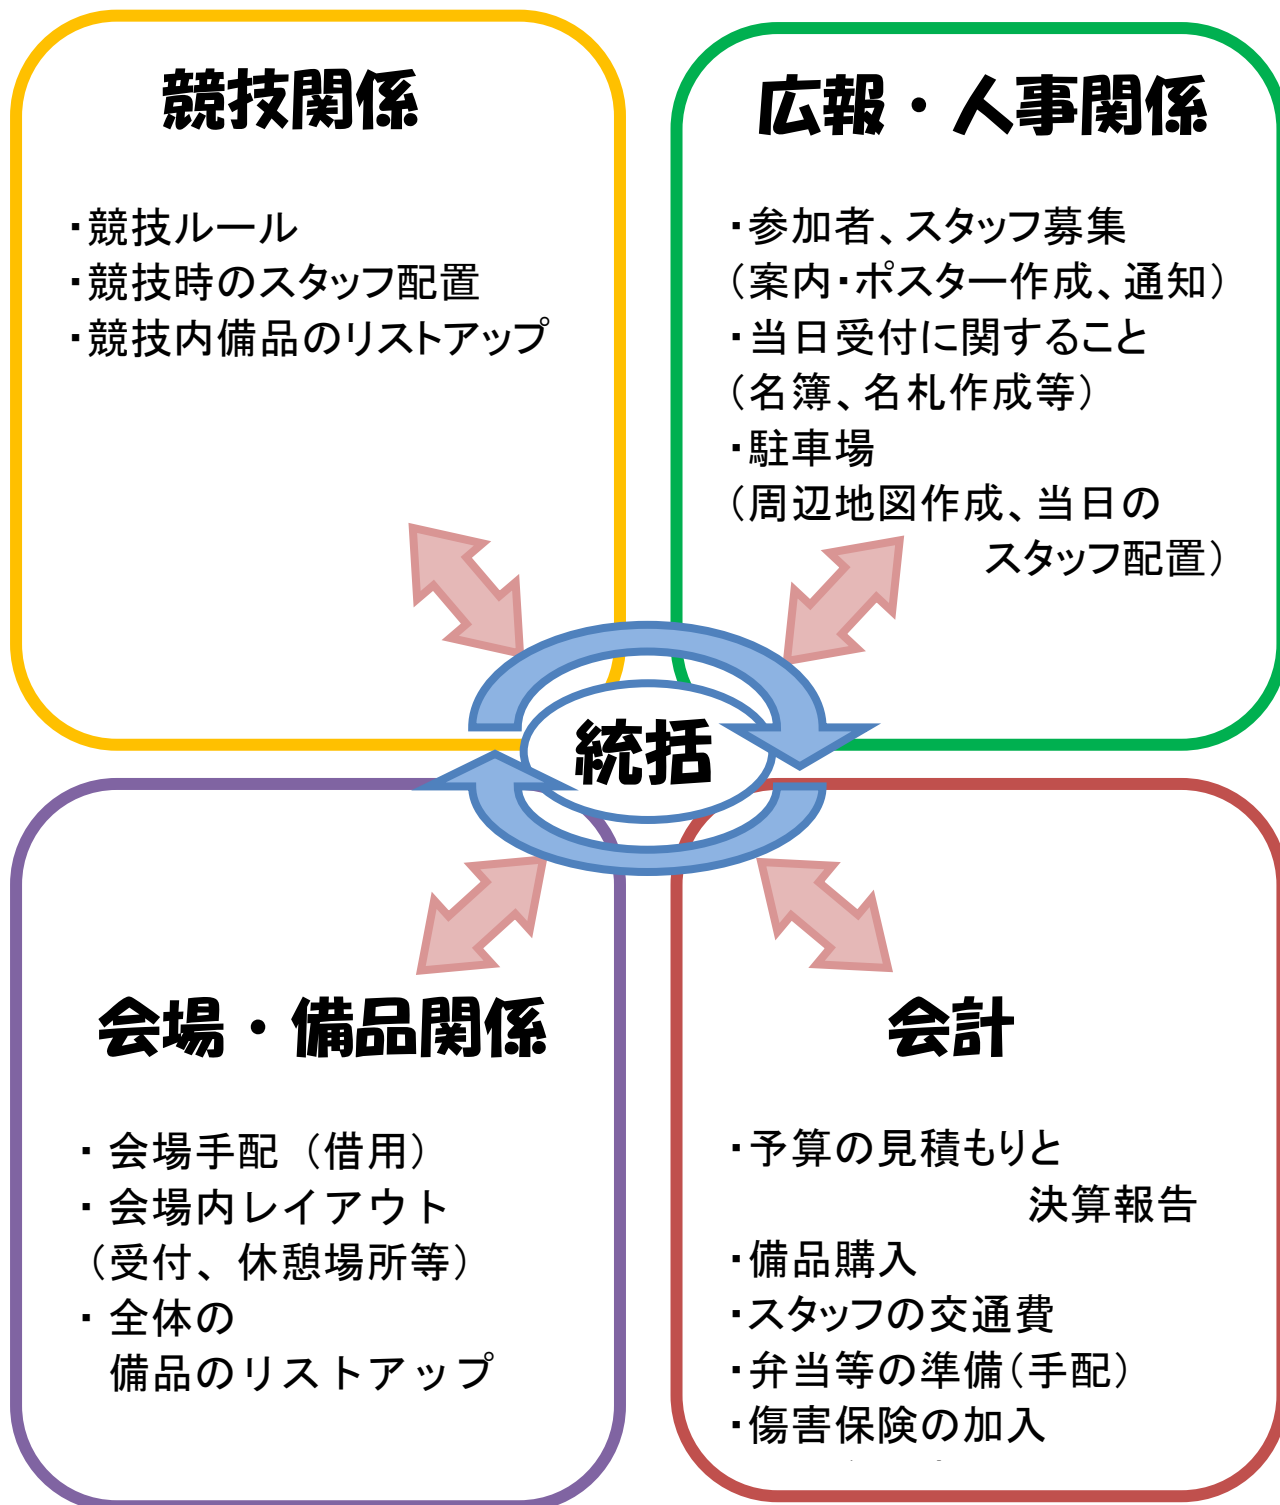 競技関係
・競技ルール
・競技時のスタッフ配置
・競技内備品のリストアップ
広報・人事関係
・参加者、スタッフ募集
（案内・ポスター作成、通知）
・当日受付に関すること
（名簿、名札作成等）
・駐車場
（周辺地図作成、当日の
スタッフ配置）
統括
会場・備品関係
・会場手配（借用）
・会場内レイアウト
（受付、休憩場所等）
・全体の
備品のリストアップ
会計
・予算の見積もりと
決算報告
・備品購入
・スタッフの交通費
・弁当等の準備（手配）
・傷害保険の加入